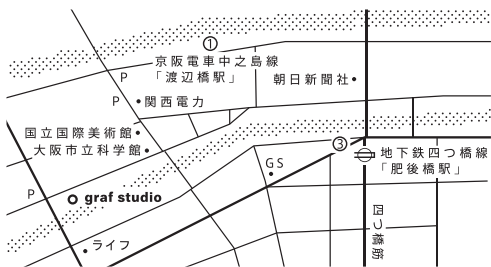 ①
京阪電車中之島線
「渡辺橋駅」
P
朝日新聞社
P
関西電力
国立国際美術館
大阪市立科学館
③
地下鉄四つ橋線
「肥後橋駅」
GS
P
graf studio
四つ橋筋
ライフ